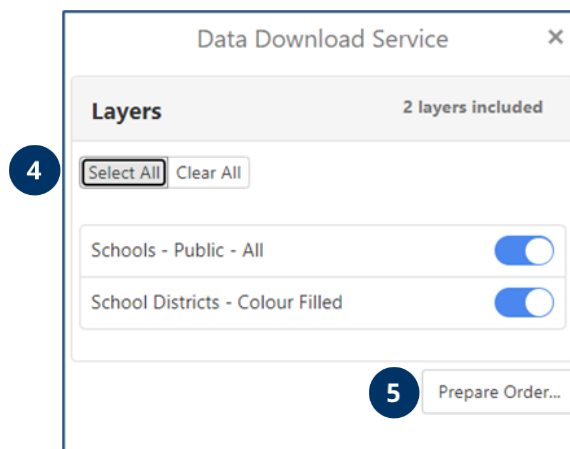 Data Download Service ×
Layers 2 layers included
4 Select All Clear All
Schools - Public - All
School Districts - Colour Filled
5 Prepare Order...